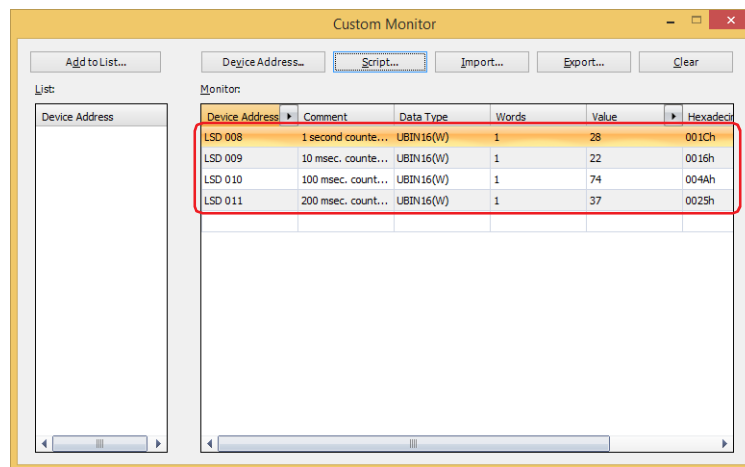 Custom Monitor
Add to List... Device Address... Script... Import... Export... Clear
List: Monitor:
Device Address Device Address Comment Data Type Words Value Hexadecim
LSD 008 1 second counte... UBIN16(W) 1 28 001Ch
LSD 009 10 msec. counte... UBIN16(W) 1 22 0016h
LSD 010 100 msec. count... UBIN16(W) 1 74 004Ah
LSD 011 200 msec. count... UBIN16(W) 1 37 0025h